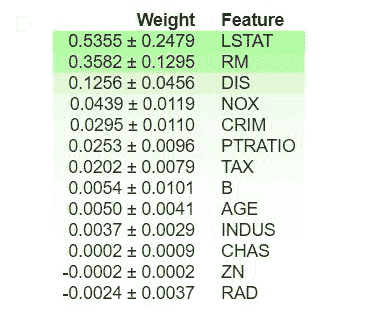 Weight Feature
0.5355 ± 0.2479 LSTAT
0.3582 ± 0.1295 RM
0.1256 ± 0.0456 DIS
0.0439 ± 0.0119 NOX
0.0295 ± 0.0110 CRIM
0.0253 ± 0.0096 PTRATIO
0.0202 ± 0.0079 TAX
0.0054 ± 0.0101 B
0.0050 ± 0.0041 AGE
0.0037 ± 0.0029 INDUS
0.0002 ± 0.0009 CHAS
-0.0002 ± 0.0002 ZN
-0.0024 ± 0.0037 RAD